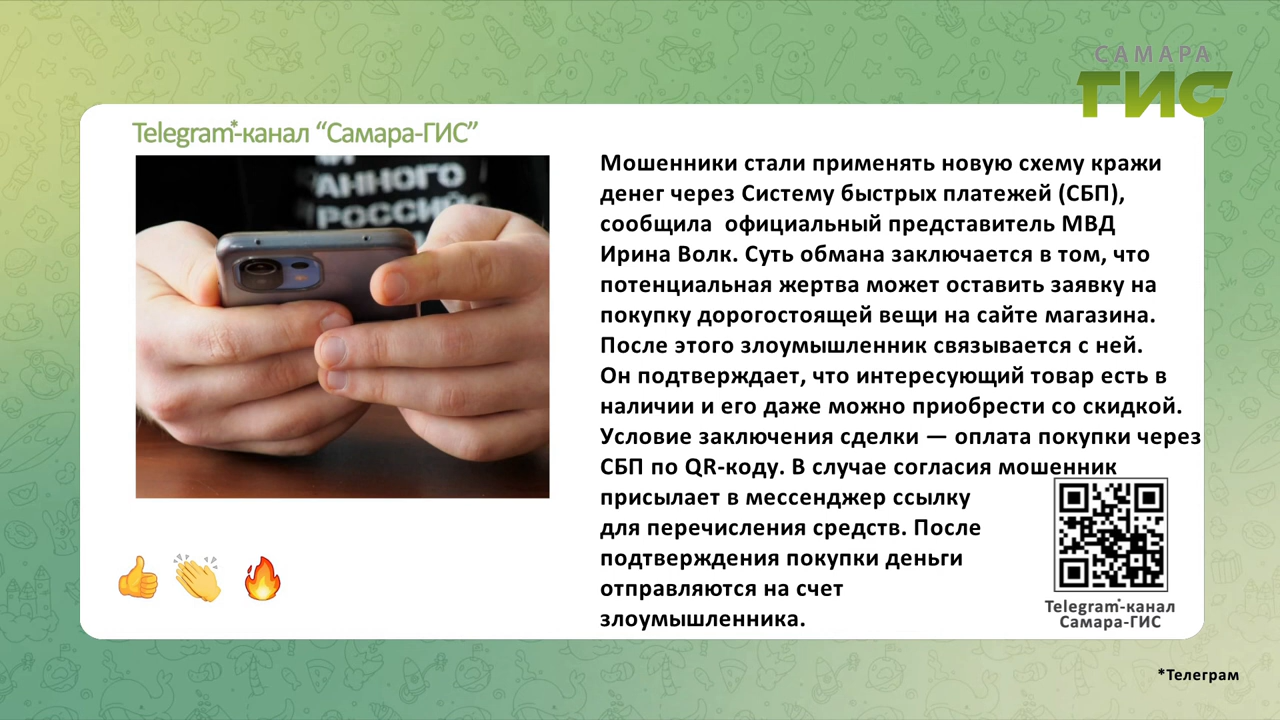 САМАРА
ГИС
Telegram*-канал “Самара-ГИС”
АННОГО
РОССИЙ
Мошенники стали применять новую схему кражи
денег через Систему быстрых платежей (СБП),
сообщила официальный представитель МВД
Ирина Волк. Суть обмана заключается в том, что
потенциальная жертва может оставить заявку на
покупку дорогостоящей вещи на сайте магазина.
После этого злоумышленник связывается с ней.
Он подтверждает, что интересующий товар есть в
наличии и его даже можно приобрести со скидкой.
Условие заключения сделки — оплата покупки через
СБП по QR-коду. В случае согласия мошенник
присылает в мессенджер ссылку
для перечисления средств. После
подтверждения покупки деньги
отправляются на счет
злоумышленника.
Telegram*-канал
Самара-ГИС
*Телеграм